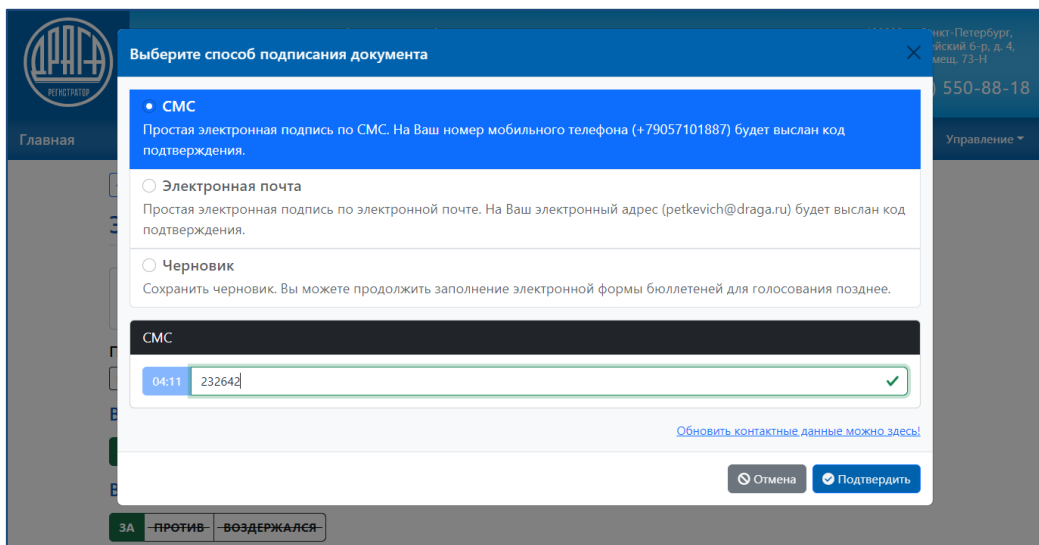 ДРАГА
РЕГИСТРАТОР
нкт-Петербург,
йский б-р, д. 4,
мещ. 73-Н
) 550-88-18
Главная
Управление
Выберите способ подписания документа
СМС
Простая электронная подпись по СМС. На Ваш номер мобильного телефона (+79057101887) будет выслан код
подтверждения.
Электронная почта
Простая электронная подпись по электронной почте. На Ваш электронный адрес (petkevich@draga.ru) будет выслан код
подтверждения.
Черновик
Сохранить черновик. Вы можете продолжить заполнение электронной формы бюллетеней для голосования позднее.
СМС
04:11 232642
Обновить контактные данные можно здесь!
Отмена Подтвердить
ЗА ПРОТИВ ВОЗДЕРЖАЛСЯ